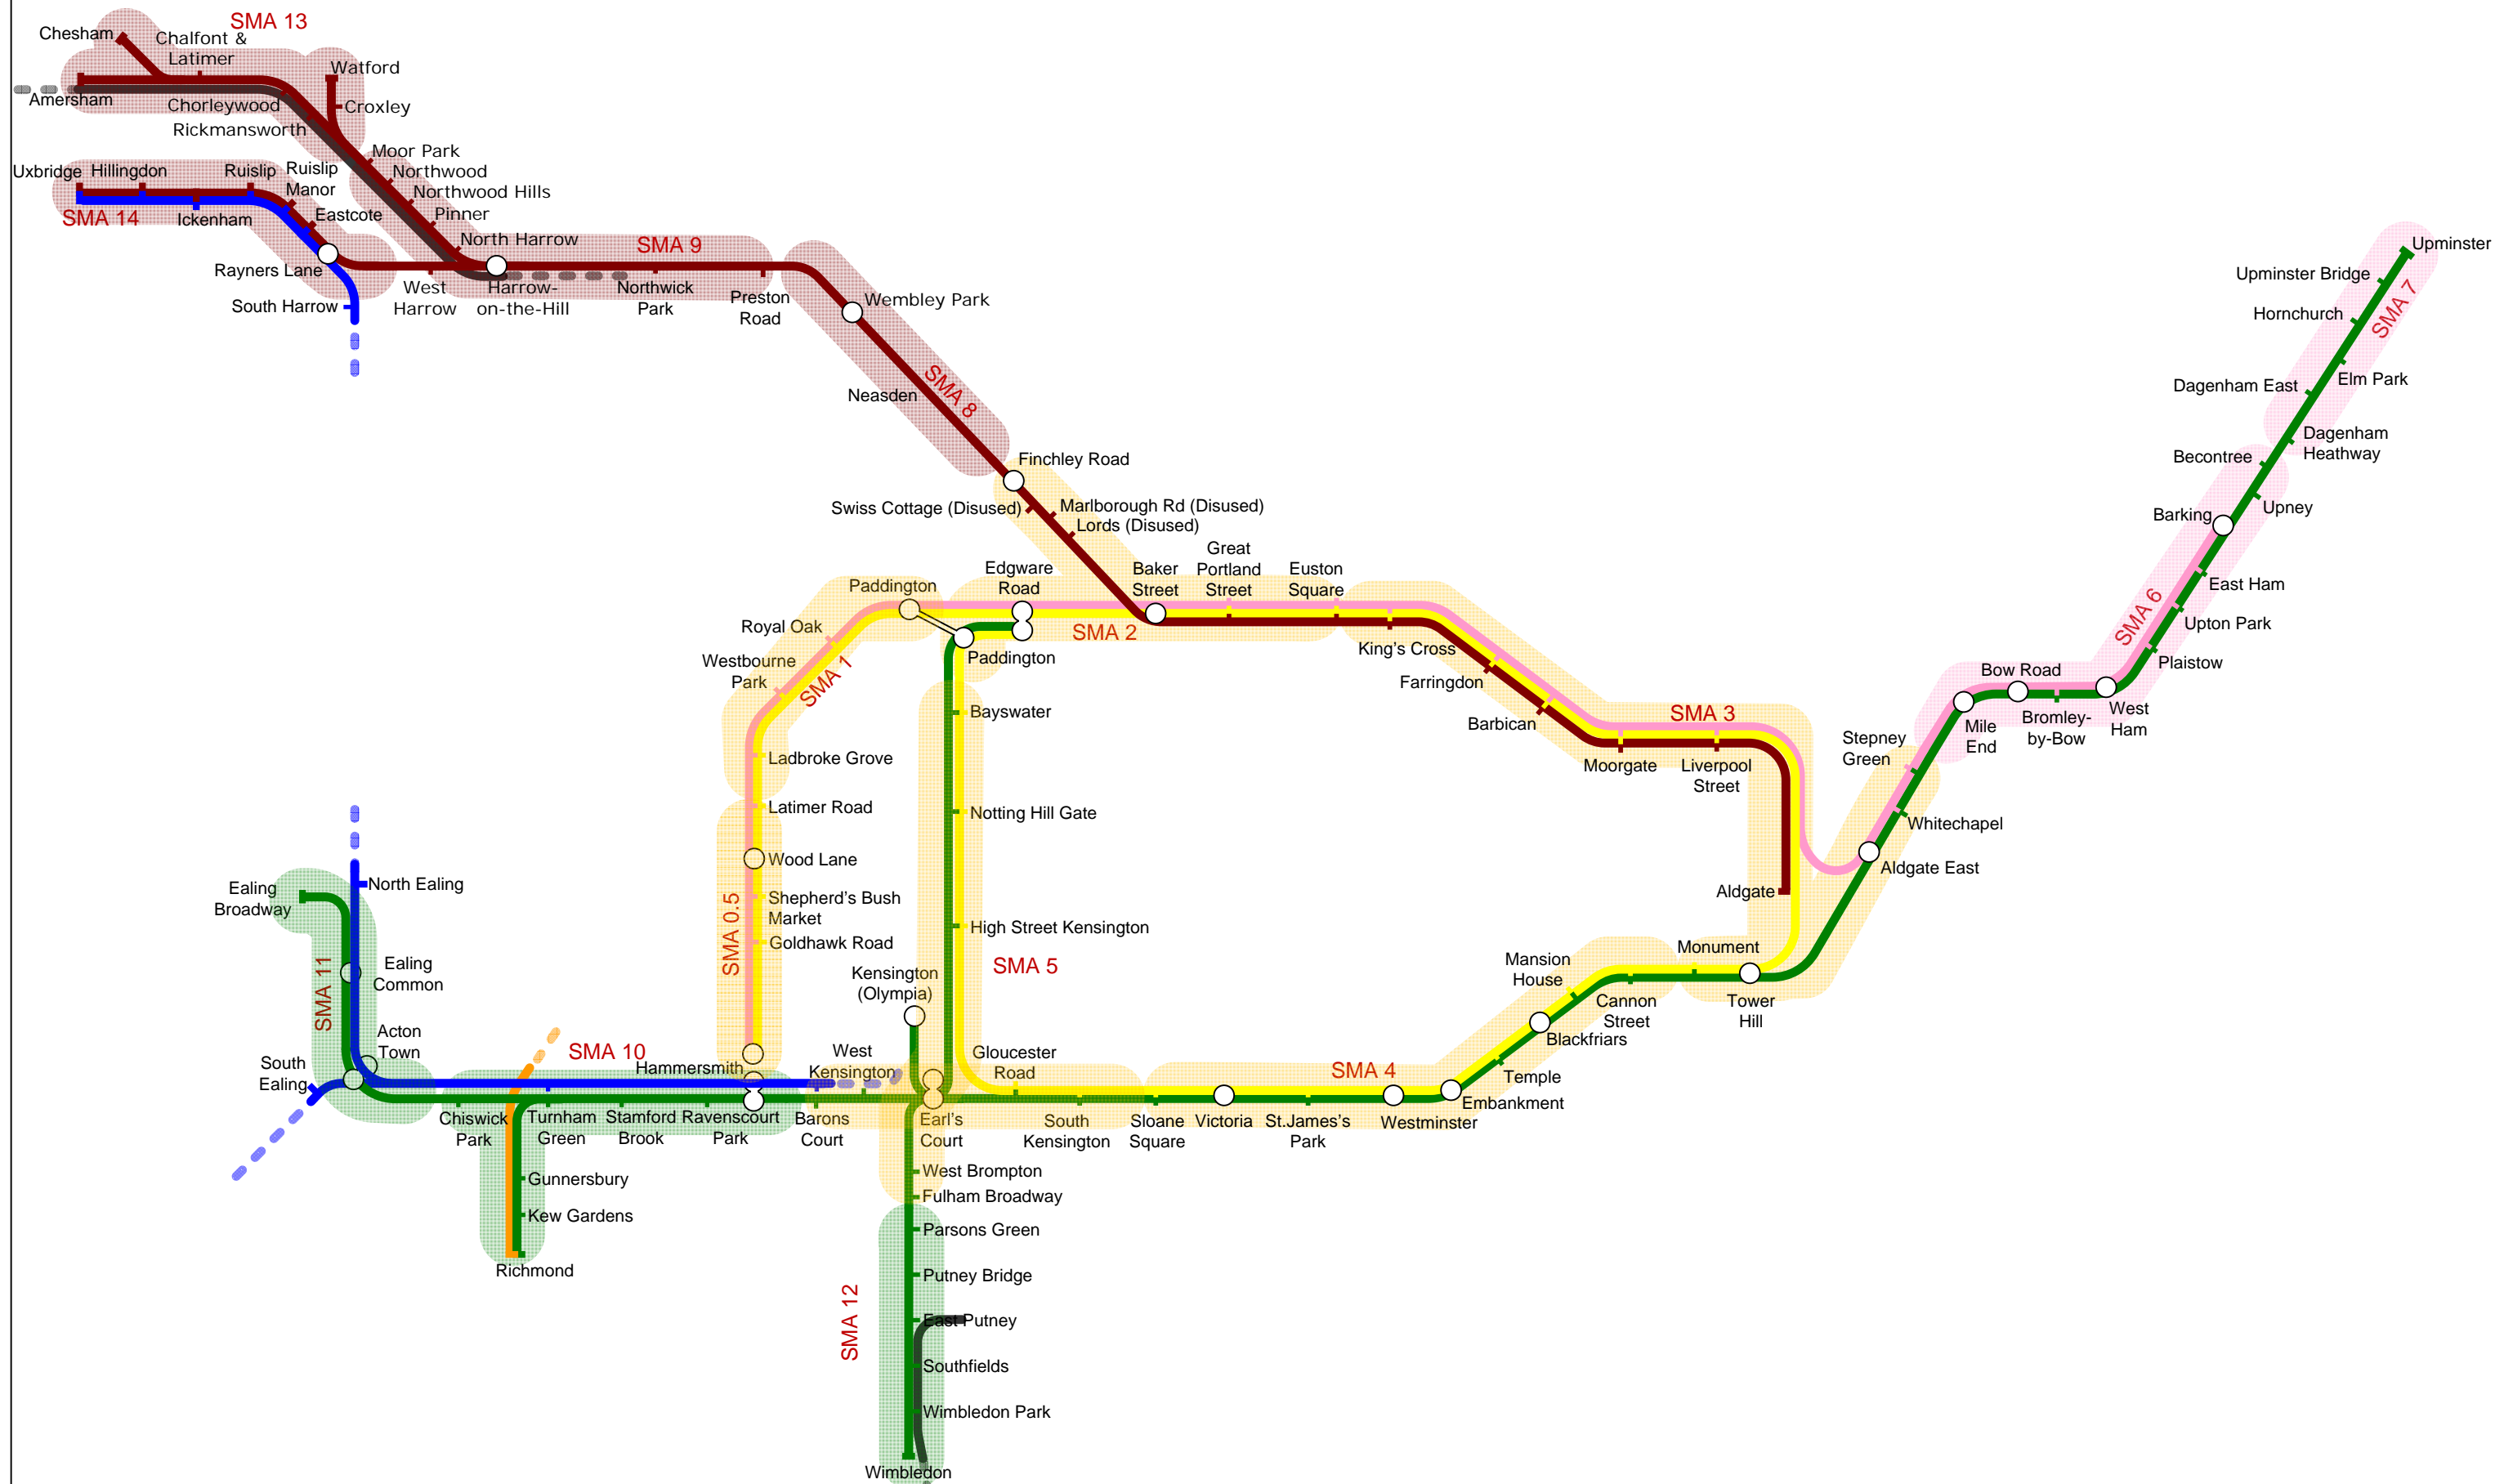 SMA 13
Chesham
Chalfont &
Latimer
Watford
Amersham
Chorleywood
Croxley
Rickmansworth
Moor Park
Northwood
Northwood Hills
Pinner
North Harrow
Uxbridge
Hillingdon
Ruislip
Ruislip
Manor
SMA 14
Ickenham
Eastcote
Rayners Lane
South Harrow
West
Harrow
Harrow-
on-the-Hill
SMA 9
Northwick
Park
Preston
Road
Wembley Park
Neasden
SMA 8
Finchley Road
Swiss Cottage (Disused)
Marlborough Rd (Disused)
Lords (Disused)
Upminster
Upminster Bridge
SMA 7
Hornchurch
Elm Park
Dagenham East
Dagenham
Heathway
Becontree
Upney
Barking
East Ham
SMA 6
Upton Park
Plaistow
Bow Road
West
Ham
Bromley-
by-Bow
Mile
End
Stepney
Green
Whitechapel
Aldgate East
Paddington
Edgware
Road
Baker
Street
Great
Portland
Street
Euston
Square
SMA 2
Royal Oak
Paddington
Westbourne
Park
SMA 1
King's Cross
Farringdon
Barbican
SMA 3
Moorgate
Liverpool
Street
Aldgate
Bayswater
Ladbroke Grove
Latimer Road
Notting Hill Gate
Wood Lane
Shepherd's Bush
Market
SMA 0.5
Goldhawk Road
High Street Kensington
SMA 5
Kensington
(Olympia)
Monument
Mansion
House
Cannon
Street
Tower
Hill
Blackfriars
Temple
Embankment
SMA 4
Westminster
St.James's
Park
Victoria
Sloane
Square
South
Kensington
Gloucester
Road
Earl's
Court
West
Kensington
Barons
Court
Hammersmith
SMA 10
Ravenscourt
Park
Stamford
Brook
Turnham
Green
Chiswick
Park
Gunnersbury
Kew Gardens
Richmond
North Ealing
Ealing
Broadway
Ealing
Common
SMA 11
Acton
Town
South
Ealing
West Brompton
Fulham Broadway
Parsons Green
Putney Bridge
SMA 12
East Putney
Southfields
Wimbledon Park
Wimbledon